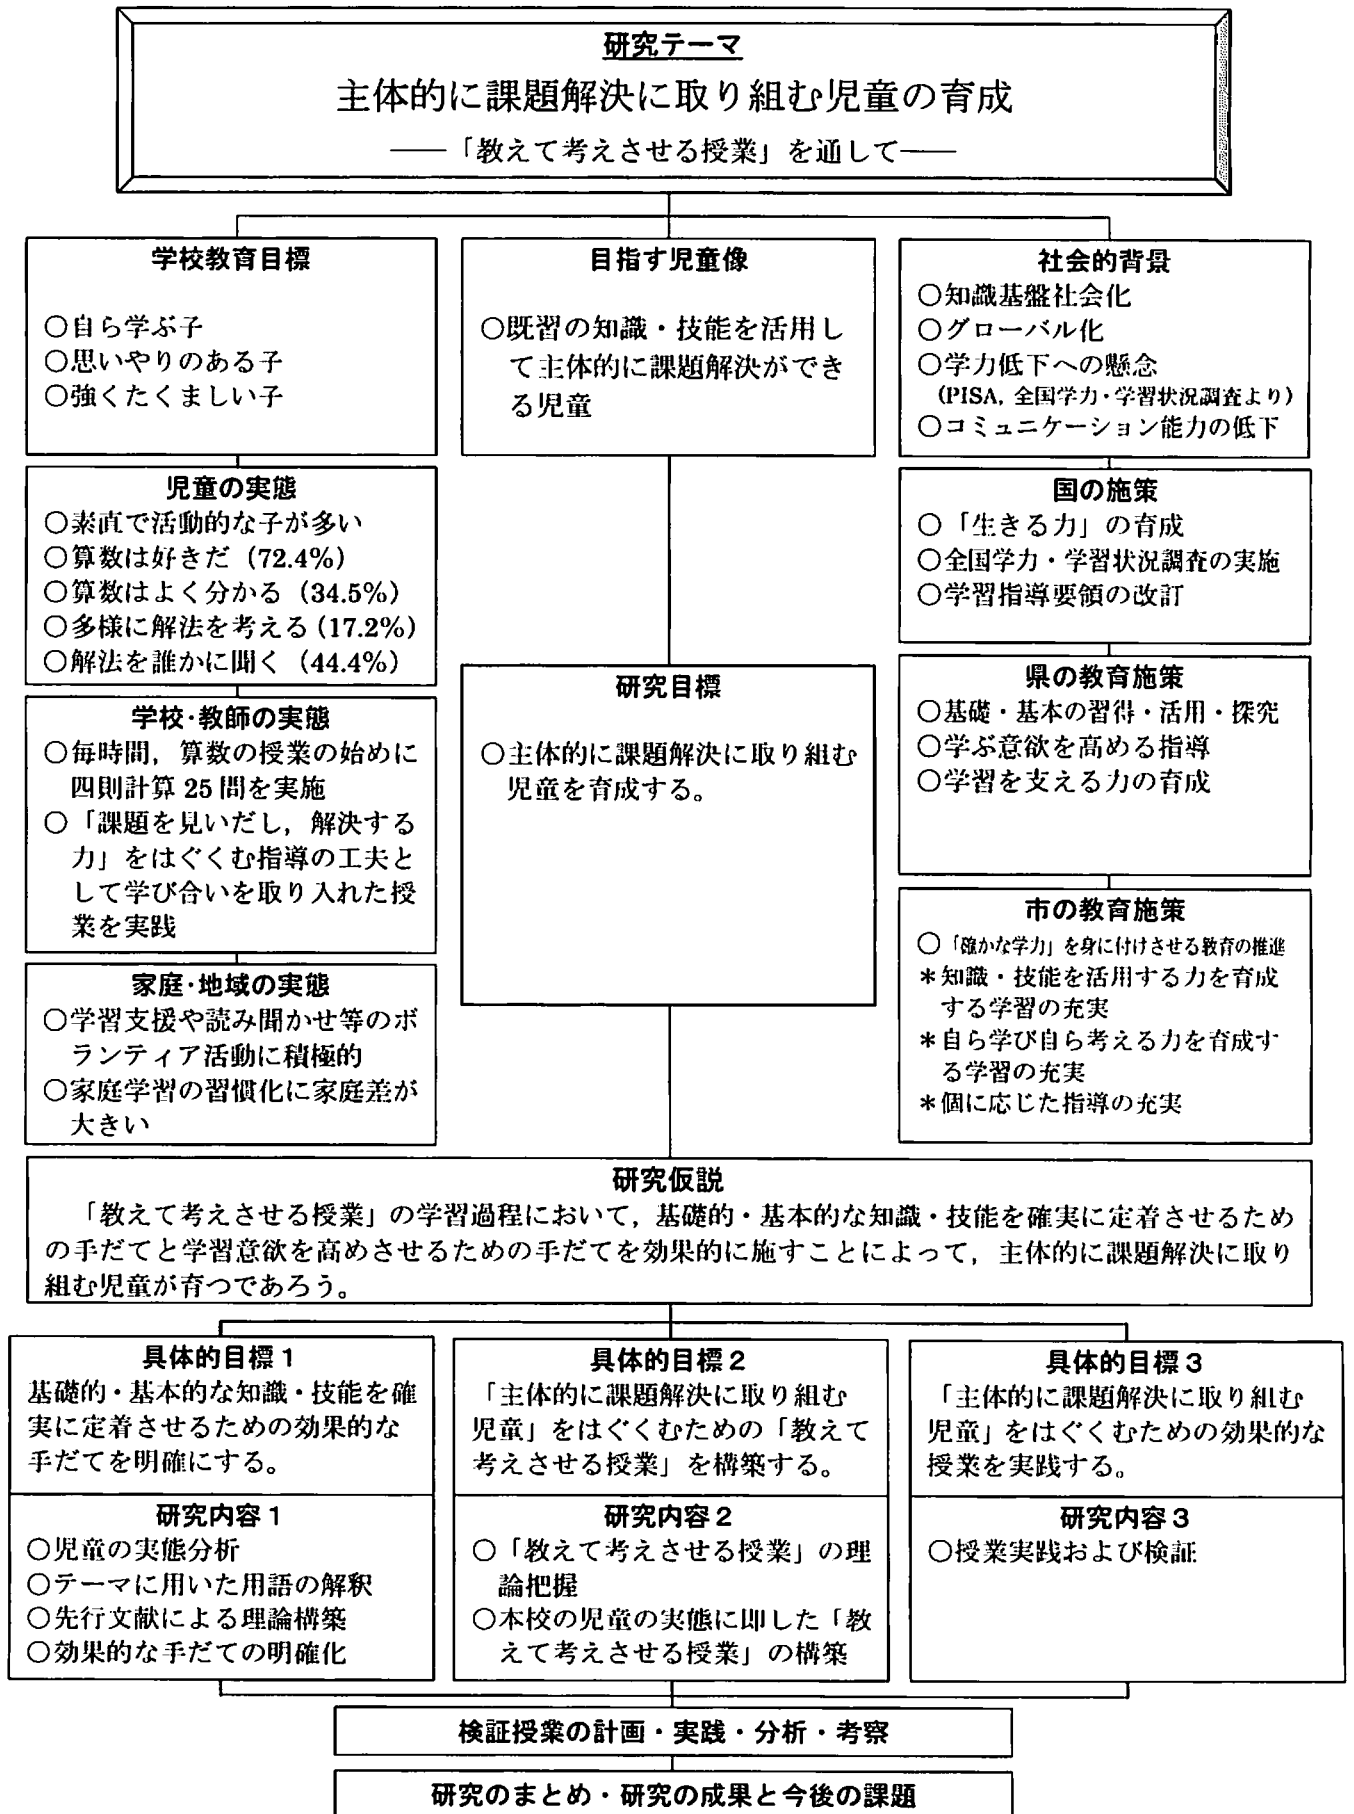 研究テーマ
主体的に課題解決に取り組む児童の育成
――「教えて考えさせる授業」を通して――
学校教育目標
○自ら学ぶ子
○思いやりのある子
○強くたくましい子
児童の実態
○素直で活動的な子が多い
○算数は好きだ（72.4%）
○算数はよく分かる（34.5%）
○多様に解法を考える（17.2%）
○解法を誰かに聞く（44.4%）
学校・教師の実態
○毎時間，算数の授業の始めに
四則計算 25 問を実施
○「課題を見いだし，解決する
力」をはぐくむ指導の工夫と
して学び合いを取り入れた授
業を実践
家庭・地域の実態
○学習支援や読み聞かせ等のボ
ランティア活動に積極的
○家庭学習の習慣化に家庭差が
大きい
目指す児童像
○既習の知識・技能を活用し
て主体的に課題解決ができ
る児童
研究目標
○主体的に課題解決に取り組む
児童を育成する。
社会的背景
○知識基盤社会化
○グローバル化
○学力低下への懸念
（PISA，全国学力・学習状況調査より）
○コミュニケーション能力の低下
国の施策
○「生きる力」の育成
○全国学力・学習状況調査の実施
○学習指導要領の改訂
県の教育施策
○基礎・基本の習得・活用・探究
○学ぶ意欲を高める指導
○学習を支える力の育成
市の教育施策
○「確かな学力」を身に付けさせる教育の推進
＊知識・技能を活用する力を育成
する学習の充実
＊自ら学び自ら考える力を育成す
る学習の充実
＊個に応じた指導の充実
研究仮説
「教えて考えさせる授業」の学習過程において，基礎的・基本的な知識・技能を確実に定着させるため
の手だてと学習意欲を高めさせるための手だてを効果的に施すことによって，主体的に課題解決に取り
組む児童が育つであろう。
具体的目標１
基礎的・基本的な知識・技能を確
実に定着させるための効果的な
手だてを明確にする。
研究内容１
○児童の実態分析
○テーマに用いた用語の解釈
○先行文献による理論構築
○効果的な手だての明確化
具体的目標２
「主体的に課題解決に取り組む
児童」をはぐくむための「教えて
考えさせる授業」を構築する。
研究内容２
○「教えて考えさせる授業」の理
論把握
○本校の児童の実態に即した「教
えて考えさせる授業」の構築
具体的目標３
「主体的に課題解決に取り組む
児童」をはぐくむための効果的な
授業を実践する。
研究内容３
○授業実践および検証
検証授業の計画・実践・分析・考察
研究のまとめ・研究の成果と今後の課題